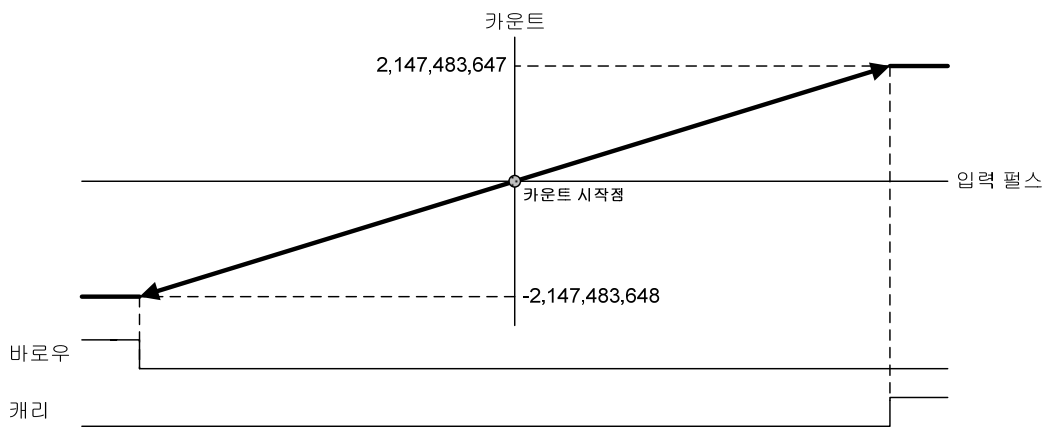 카운트
2,147,483,647
입력 펄스
카운트 시작점
-2,147,483,648
바로우
캐리